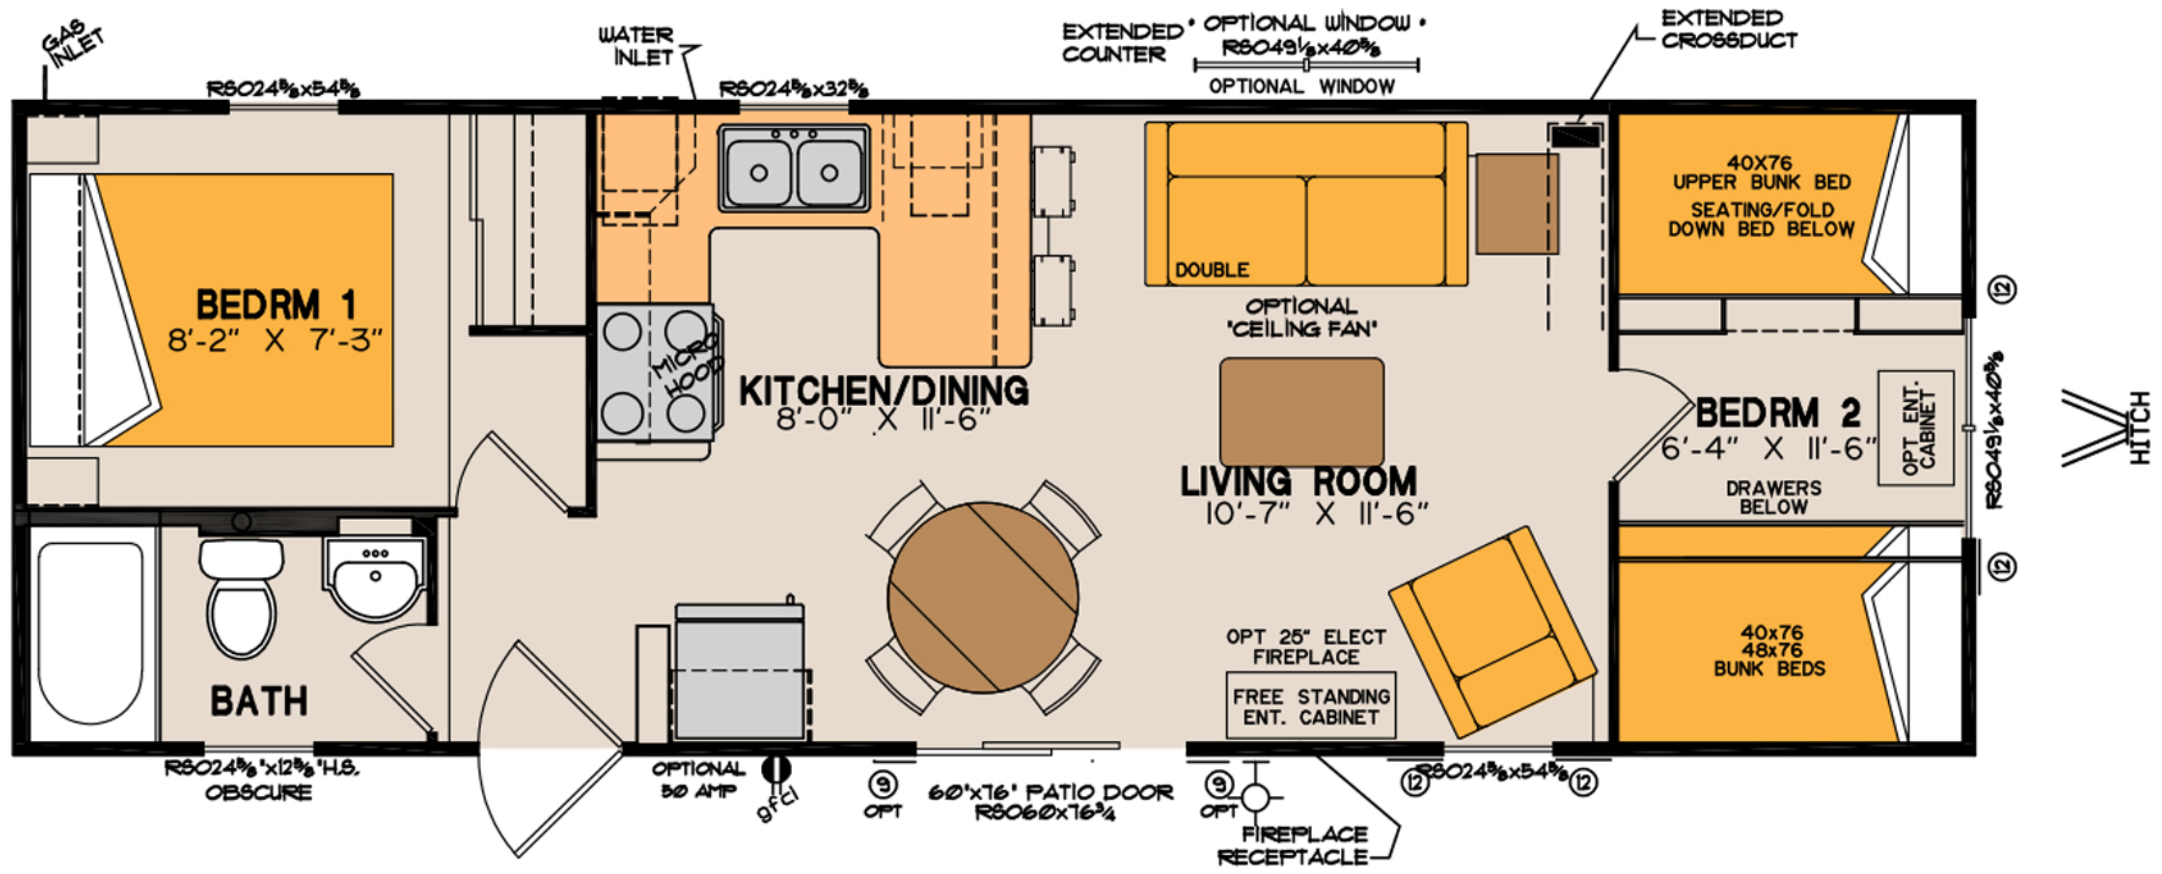 GAS
INLET
WATER
INLET
EXTENDED
COUNTER
" OPTIONAL WINDOW "
RSO49⅛x40⅝
OPTIONAL WINDOW
EXTENDED
CROSSDUCT
RSO24⅝x54⅝
RSO24⅝x32⅝
40X76
UPPER BUNK BED
SEATING/FOLD
DOWN BED BELOW
DOUBLE
OPTIONAL
"CEILING FAN"
BEDRM 1
8'-2" X 7'-3"
MICRO
HOOD
KITCHEN/DINING
8'-0" X 11'-6"
LIVING ROOM
10'-7" X 11'-6"
BEDRM 2
6'-4" X 11'-6"
OPT ENT.
CABINET
DRAWERS
BELOW
12
RSO49⅛x40⅝
12
HITCH
BATH
OPT 25" ELECT
FIREPLACE
FREE STANDING
ENT. CABINET
40x76
48x76
BUNK BEDS
RSO24⅝"x12⅝"H.S.
OBSCURE
OPTIONAL
50 AMP
gfci
9
OPT
60"x76" PATIO DOOR
RSO60x76¾
9
OPT
12
RSO24⅝x54⅝
12
FIREPLACE
RECEPTACLE